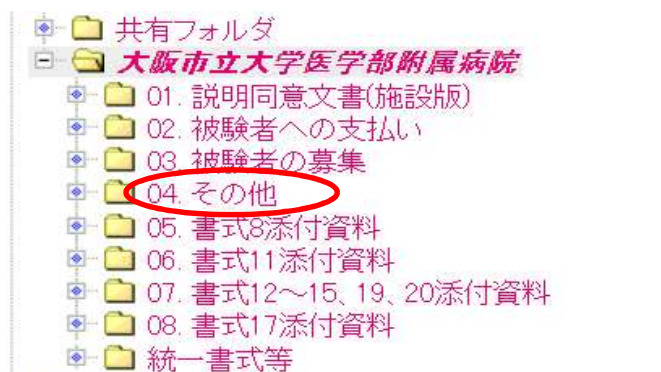 共有フォルダ
大阪市立大学医学部附属病院
01. 説明同意文書(施設版)
02. 被験者への支払い
03. 被験者の募集
04. その他
05. 書式8添付資料
06. 書式11添付資料
07. 書式12～15、19、20添付資料
08. 書式17添付資料
統一書式等